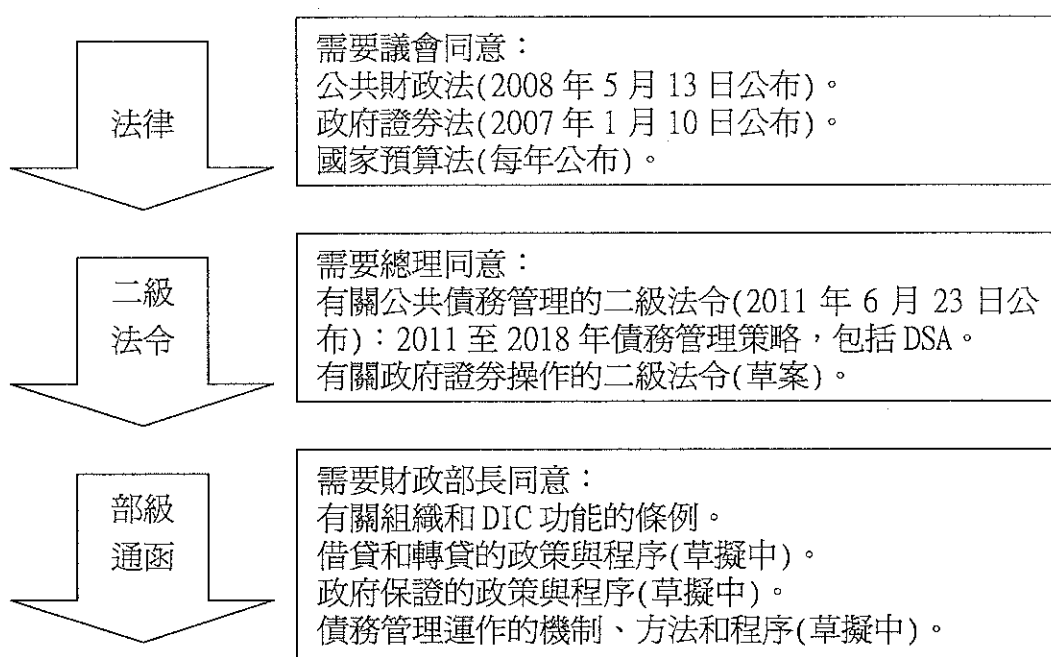 法律
需要議會同意：
公共財政法(2008 年 5 月 13 日公布)。
政府證券法(2007 年 1 月 10 日公布)。
國家預算法(每年公布)。
二級
法令
需要總理同意：
有關公共債務管理的二級法令(2011 年 6 月 23 日公
布)：2011 至 2018 年債務管理策略，包括 DSA。
有關政府證券操作的二級法令(草案)。
部級
通函
需要財政部長同意：
有關組織和 DIC 功能的條例。
借貸和轉貸的政策與程序(草擬中)。
政府保證的政策與程序(草擬中)。
債務管理運作的機制、方法和程序(草擬中)。